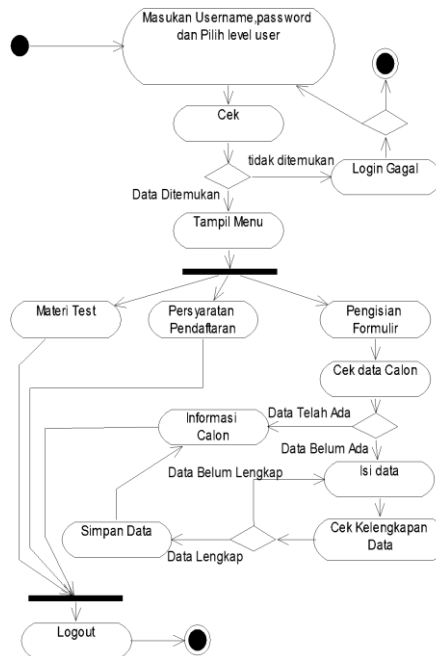 Masukan Username,password
dan Pilih level user
Cek
tidak ditemukan
Login Gagal
Data Ditemukan
Tampil Menu
Materi Test
Persyaratan
Pendaftaran
Pengisian
Formulir
Cek data Calon
Informasi
Calon
Data Telah Ada
Data Belum Ada
Data Belum Lengkap
Isi data
Simpan Data
Data Lengkap
Cek Kelengkapan
Data
Logout